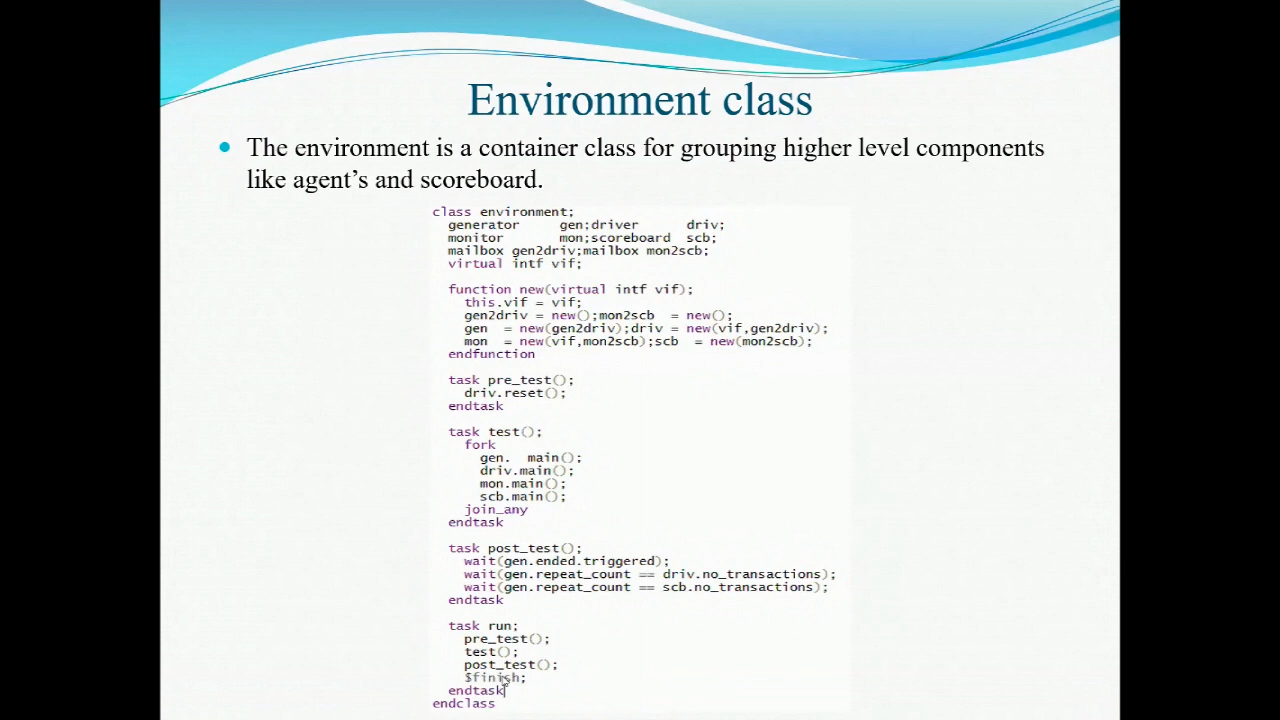 Environment class
The environment is a container class for grouping higher level components
like agent's and scoreboard.
class environment;
generator gen;driver driv;
monitor mon;scoreboard scb;
mailbox gen2driv;mailbox mon2scb;
virtual intf vif;
function new(virtual intf vif);
this.vif = vif;
gen2driv = new();mon2scb = new();
gen = new(gen2driv);driv = new(vif,gen2driv);
mon = new(vif,mon2scb);scb = new(mon2scb);
endfunction
task pre_test();
driv.reset();
endtask
task test();
fork
gen. main();
driv.main();
mon.main();
scb.main();
join_any
endtask
task post_test();
wait(gen.ended.triggered);
wait(gen.repeat_count == driv.no_transactions);
wait(gen.repeat_count == scb.no_transactions);
endtask
task run;
pre_test();
test();
post_test();
$finish;
endtask
endclass